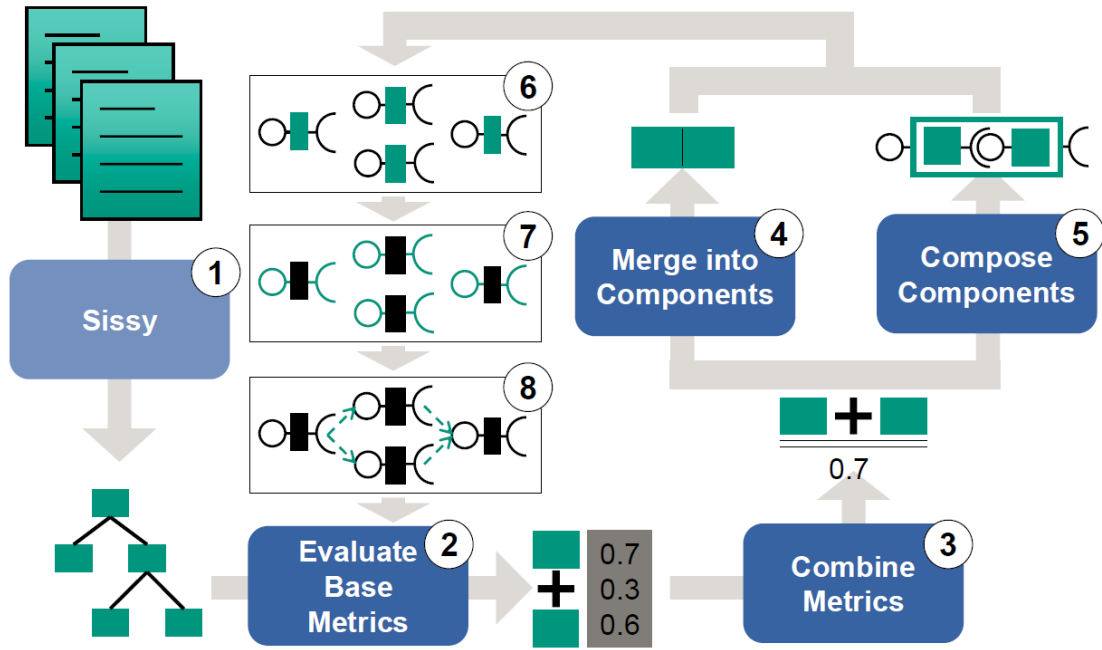 6
1
Sissy
7
8
4
Merge into
Components
5
Compose
Components
0.7
2
Evaluate
Base
Metrics
0.7
0.3
0.6
3
Combine
Metrics